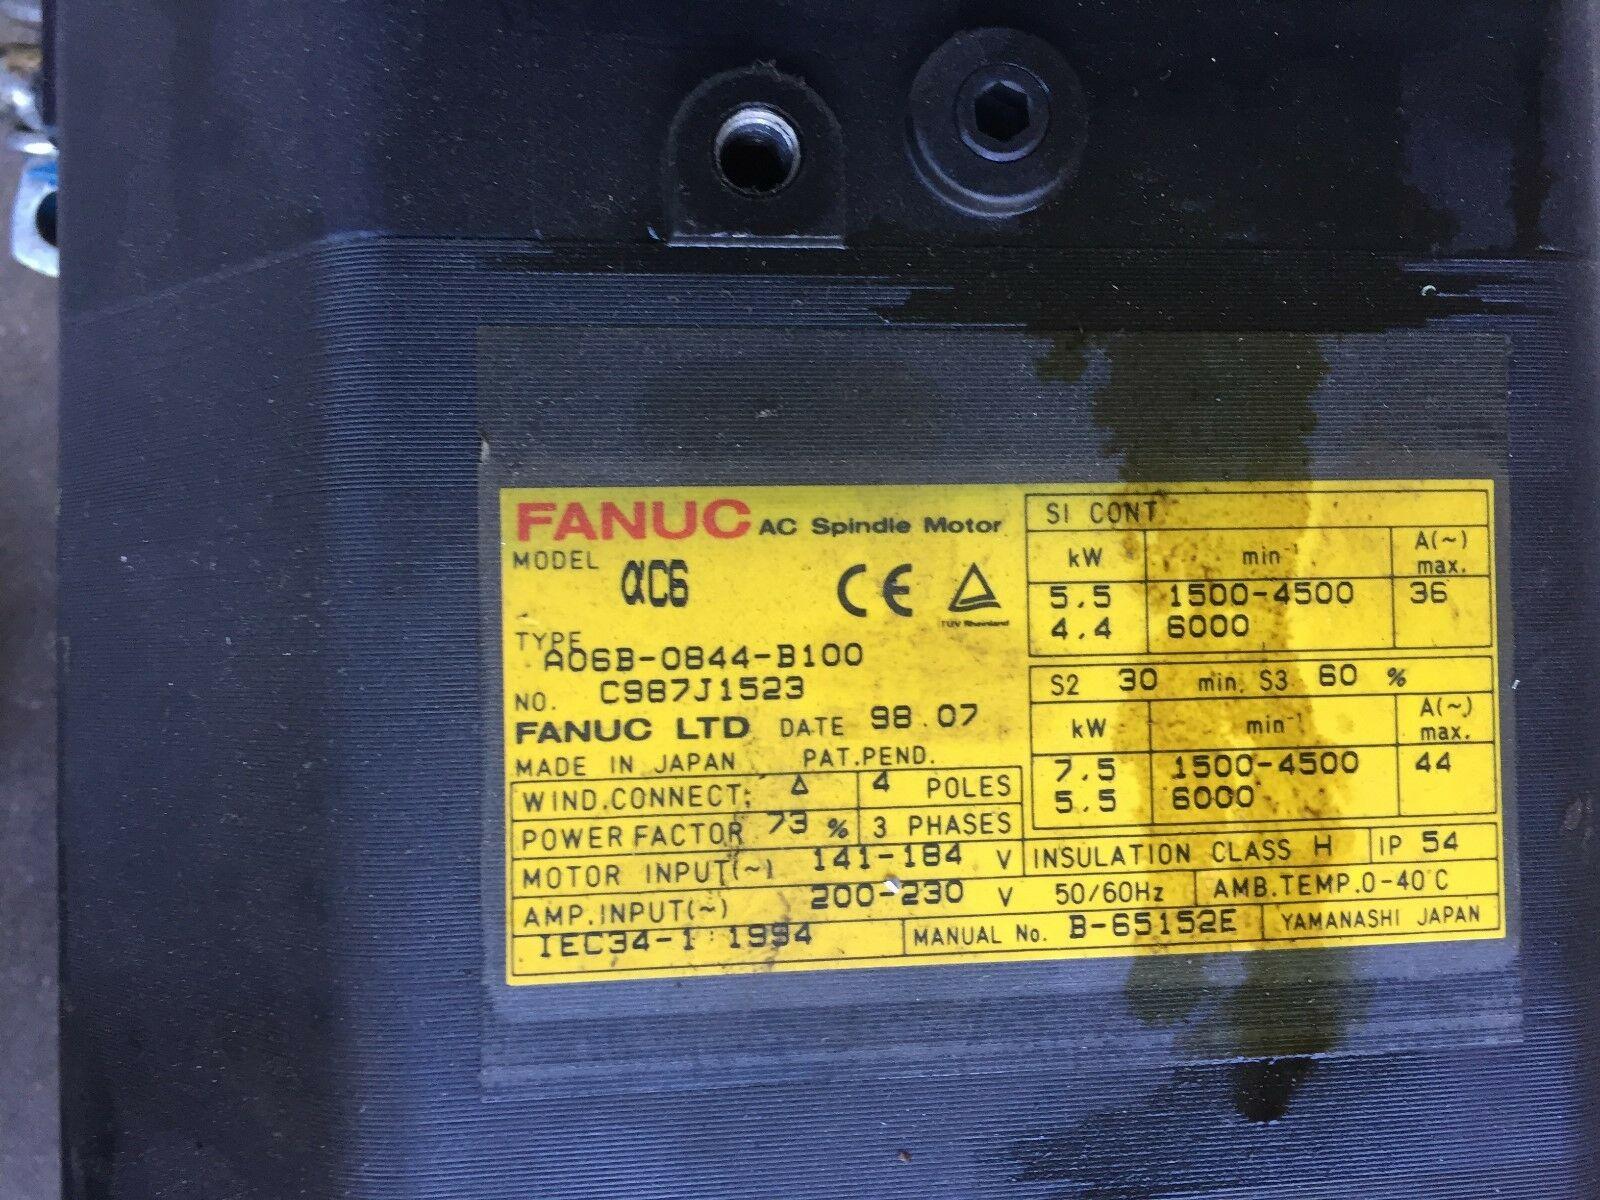 FANUC AC Spindle Motor
MODEL αC6
CE TÜV Rheinland
TYPE A06B-0844-B100
NO. C987J1523
FANUC LTD DATE 98.07
MADE IN JAPAN PAT.PEND.
WIND.CONNECT: Δ 4 POLES
POWER FACTOR 73 % 3 PHASES
MOTOR INPUT(~) 141-184 V
AMP.INPUT(~) 200-230 V 50/60Hz
IEC34-1 1994
S1 CONT
kW min⁻¹ A(~) max.
5.5 1500-4500 36
4.4 6000
S2 30 min. S3 60 %
kW min⁻¹ A(~) max.
7.5 1500-4500 44
5.5 6000
INSULATION CLASS H IP 54
AMB.TEMP.0-40°C
MANUAL No. B-65152E YAMANASHI JAPAN